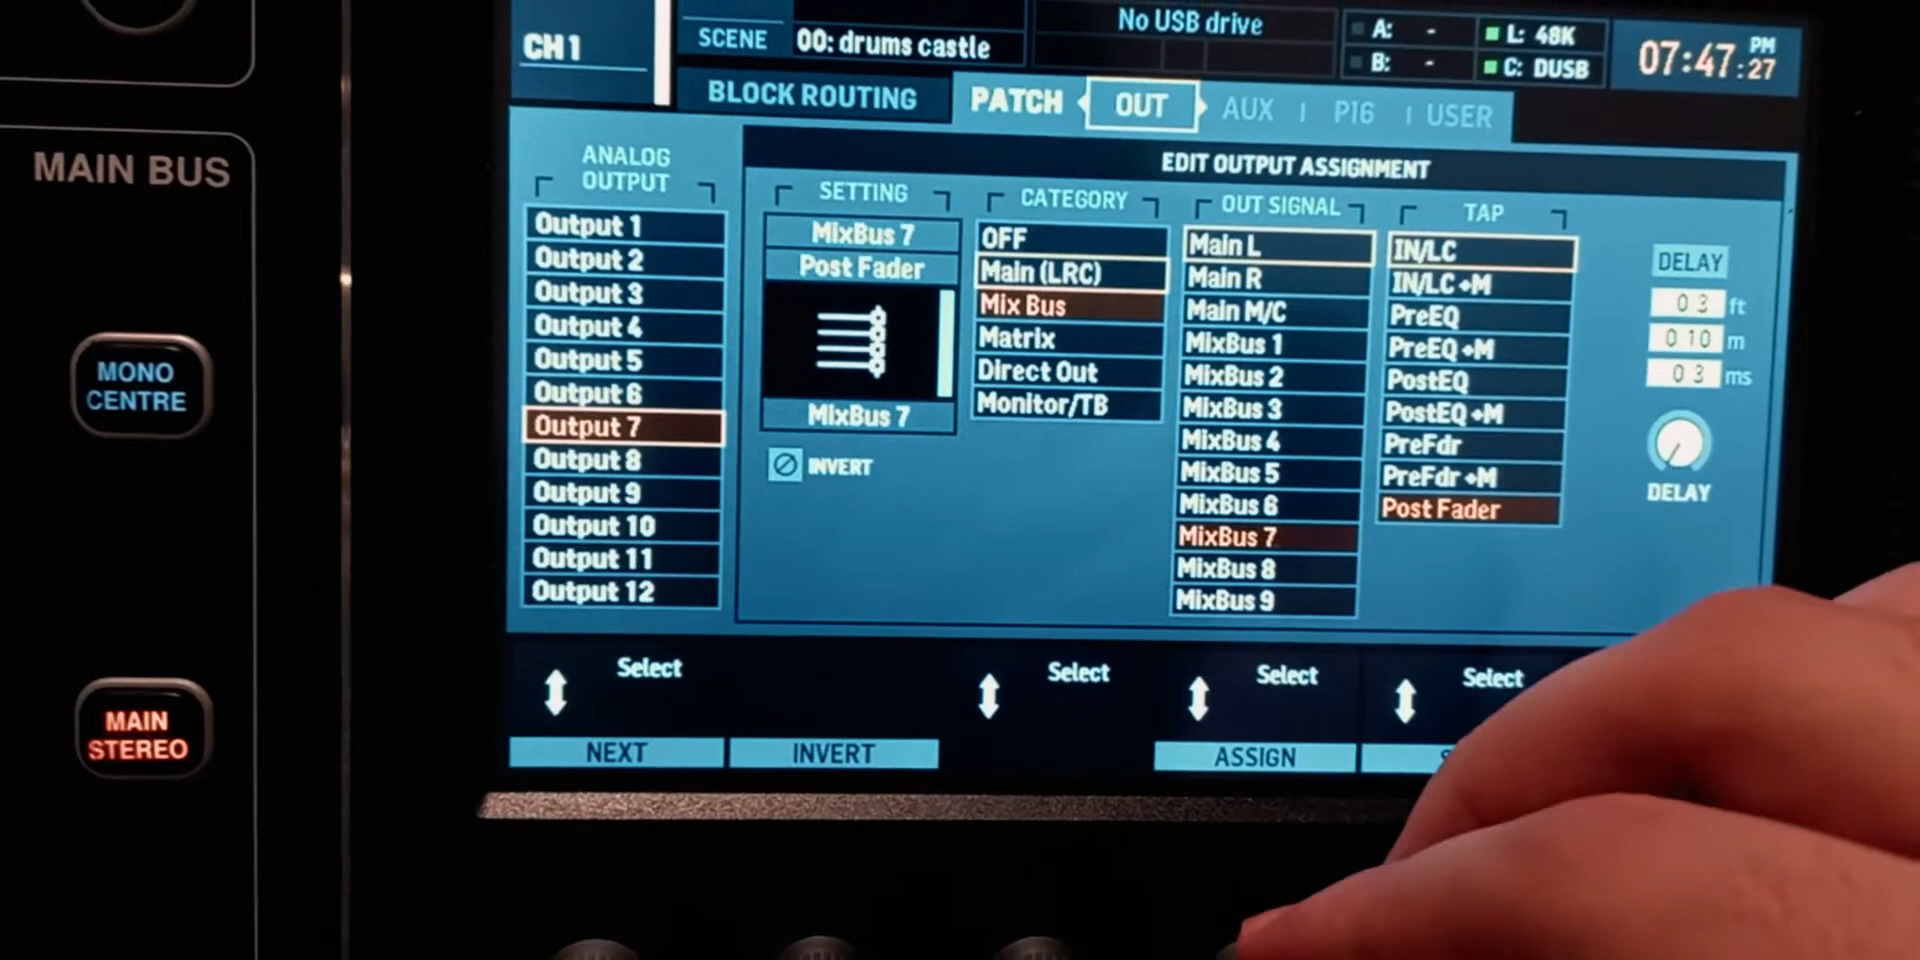 CH 1
SCENE
00: drums castle
No USB drive
A: -
L: 48K
B: -
C: DUSB
07:47:27 PM
BLOCK ROUTING
PATCH
OUT
AUX
P16
USER
MAIN BUS
MONO
CENTRE
MAIN
STEREO
ANALOG
OUTPUT
Output 1
Output 2
Output 3
Output 4
Output 5
Output 6
Output 7
Output 8
Output 9
Output 10
Output 11
Output 12
EDIT OUTPUT ASSIGNMENT
SETTING
MixBus 7
Post Fader
MixBus 7
INVERT
CATEGORY
OFF
Main (LRC)
Mix Bus
Matrix
Direct Out
Monitor/TB
OUT SIGNAL
Main L
Main R
Main M/C
MixBus 1
MixBus 2
MixBus 3
MixBus 4
MixBus 5
MixBus 6
MixBus 7
MixBus 8
MixBus 9
TAP
IN/LC
IN/LC +M
PreEQ
PreEQ +M
PostEQ
PostEQ +M
PreFdr
PreFdr +M
Post Fader
DELAY
0 3 ft
0 10 m
0 3 ms
DELAY
Select
Select
Select
Select
NEXT
INVERT
ASSIGN